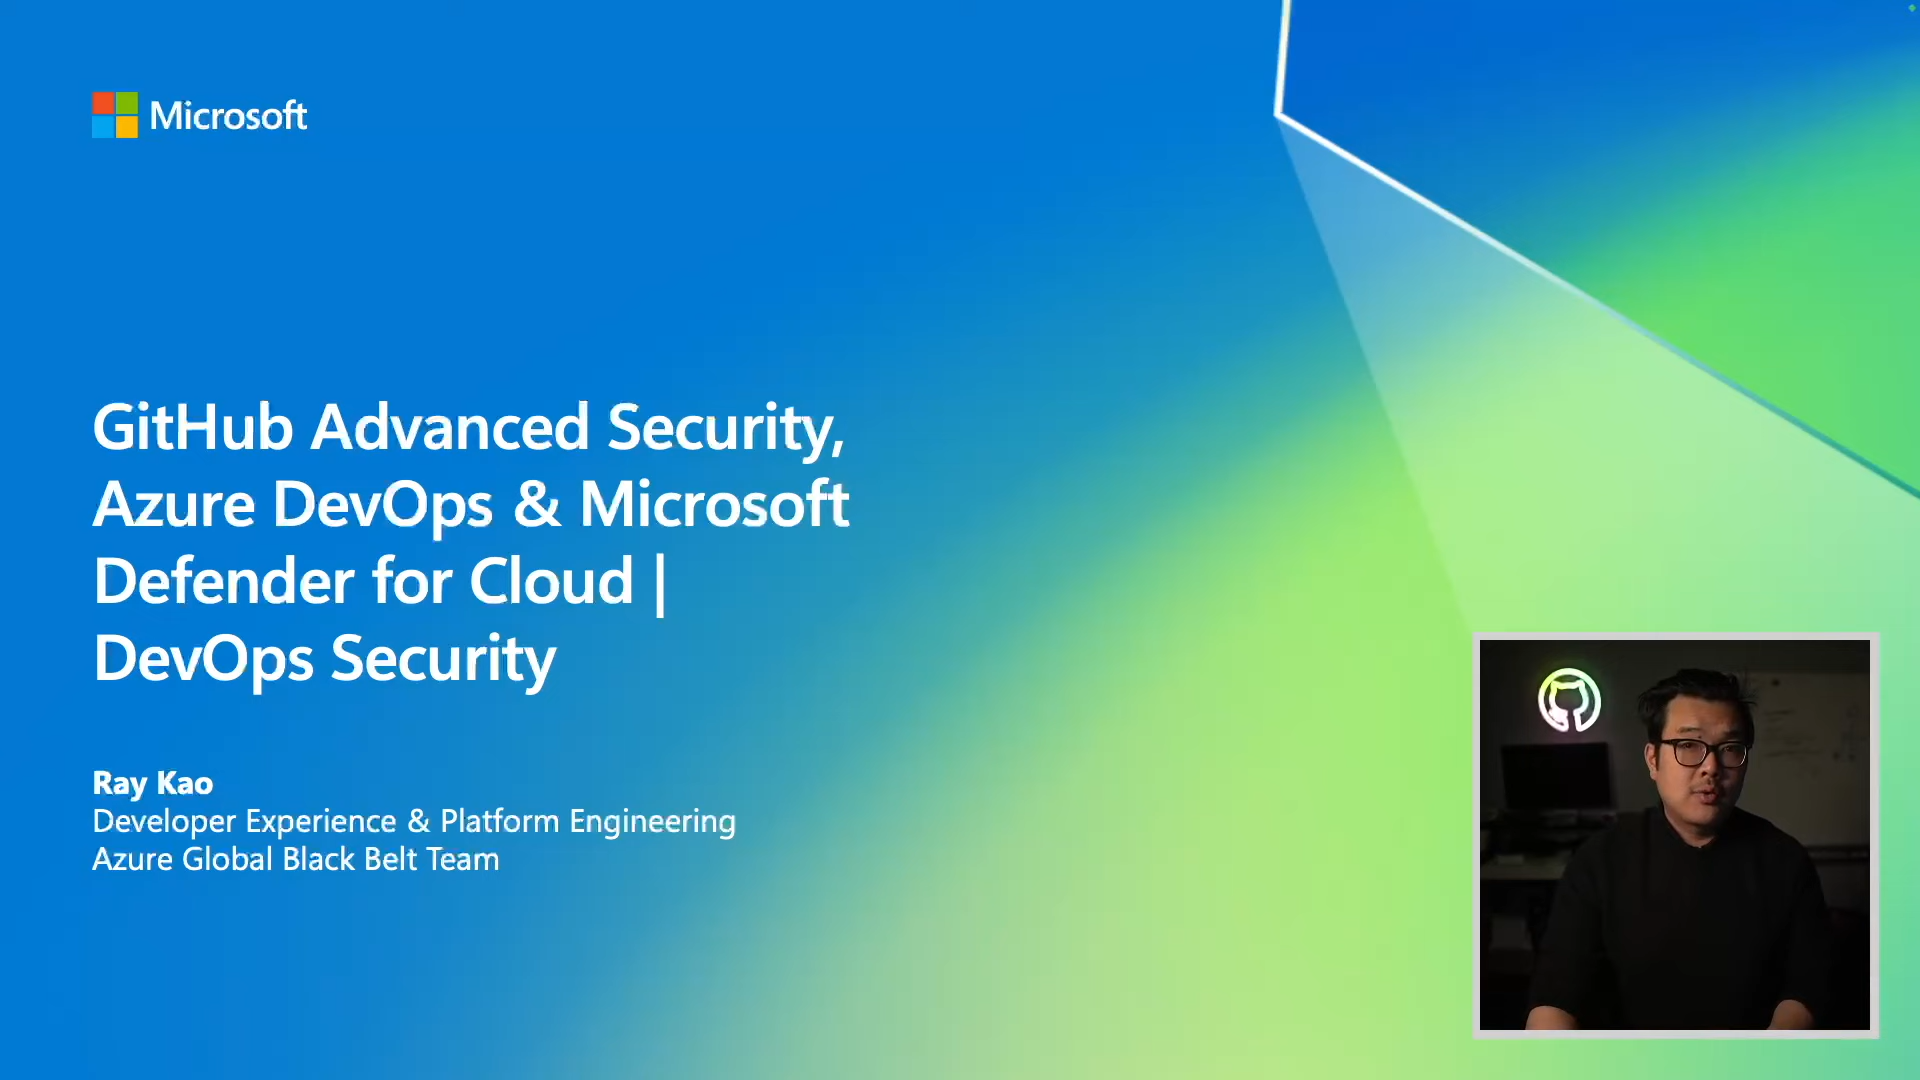 Microsoft
GitHub Advanced Security,
Azure DevOps & Microsoft
Defender for Cloud |
DevOps Security
Ray Kao
Developer Experience & Platform Engineering
Azure Global Black Belt Team